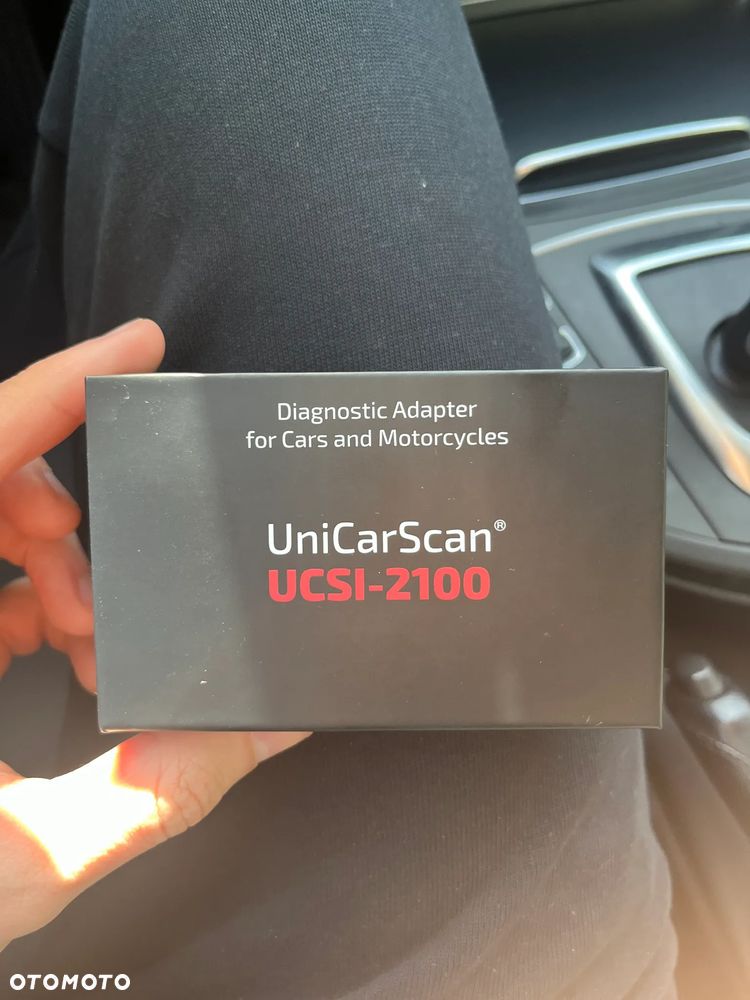 Diagnostic Adapter
for Cars and Motorcycles
UniCarScan®
UCSI-2100
OTOMOTO